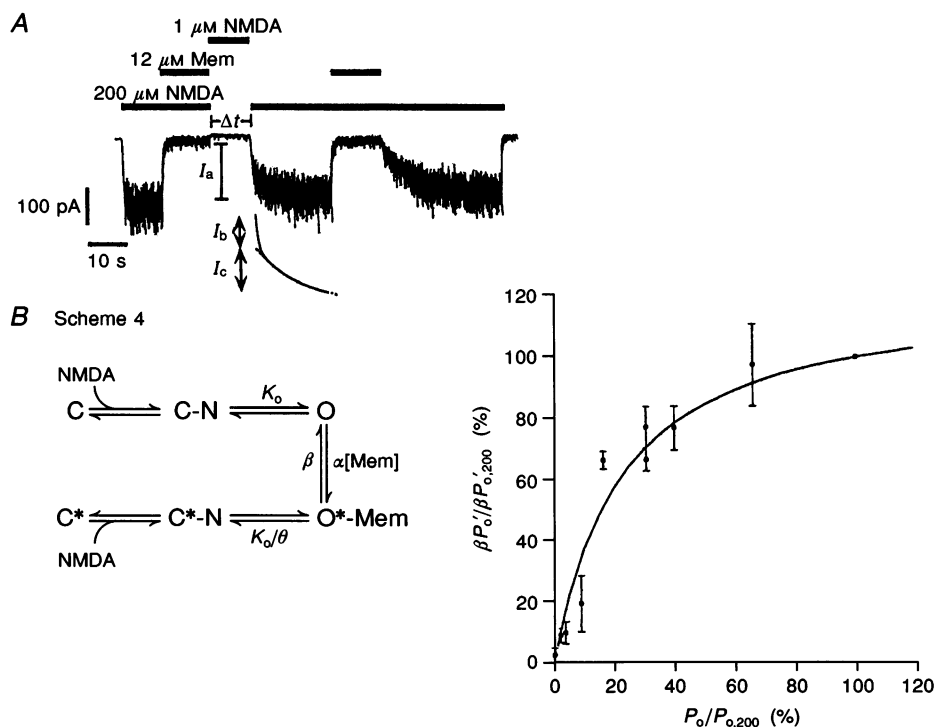 A
1 μM NMDA
12 μM Mem
200 μM NMDA
Δt
Ia
100 pA
Ib
10 s
Ic
B Scheme 4
NMDA
C C-N Ko O
β α[Mem]
C* C*-N Ko/θ O*-Mem
NMDA
βP′o/βP′o,200 (%)
120
100
80
60
40
20
0
0 20 40 60 80 100 120
Po/Po,200 (%)